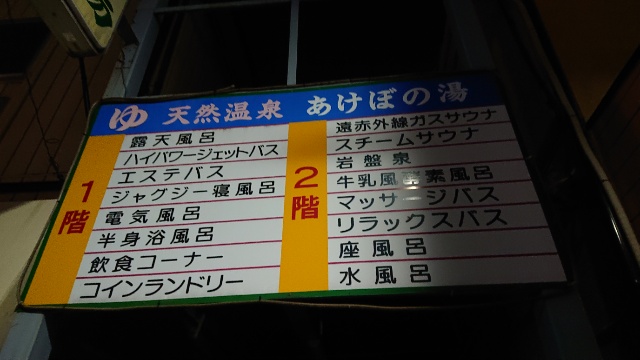 ゆ 天然温泉 あけぼの湯
1階
露天風呂
ハイパワージェットバス
エステバス
ジャグジー寝風呂
電気風呂
半身浴風呂
飲食コーナー
コインランドリー
2階
遠赤外線ガスサウナ
スチームサウナ
岩盤泉
牛乳風 素風呂
マッサージバス
リラックスバス
座風呂
水風呂